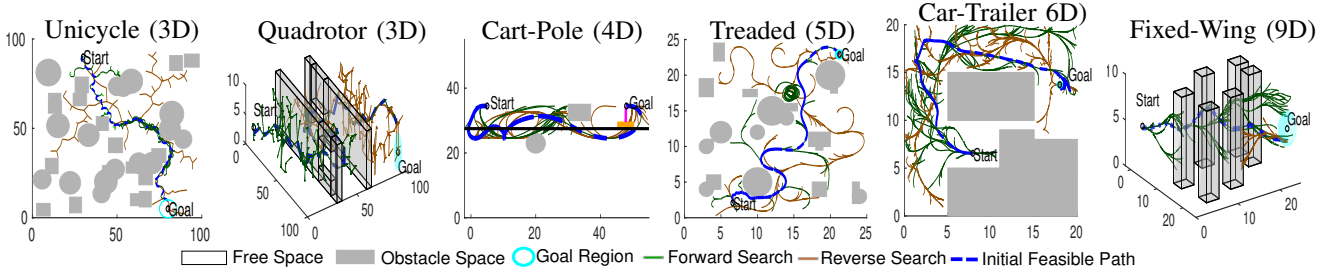 Unicycle (3D)
Quadrotor (3D)
Cart-Pole (4D)
Treaded (5D)
Car-Trailer 6D)
Fixed-Wing (9D)
100
50
0
Start
Goal
0
50
100
10
5
0
Start
Goal
0
50
100
0
50
100
40
20
0
Start
Goal
0
20
40
25
20
15
10
5
0
Goal
Start
0
5
10
15
20
25
20
15
10
5
0
Goal
Start
0
5
10
15
20
10
5
0
Start
Goal
0
10
20
0
10
20
Free Space
Obstacle Space
Goal Region
Forward Search
Reverse Search
Initial Feasible Path